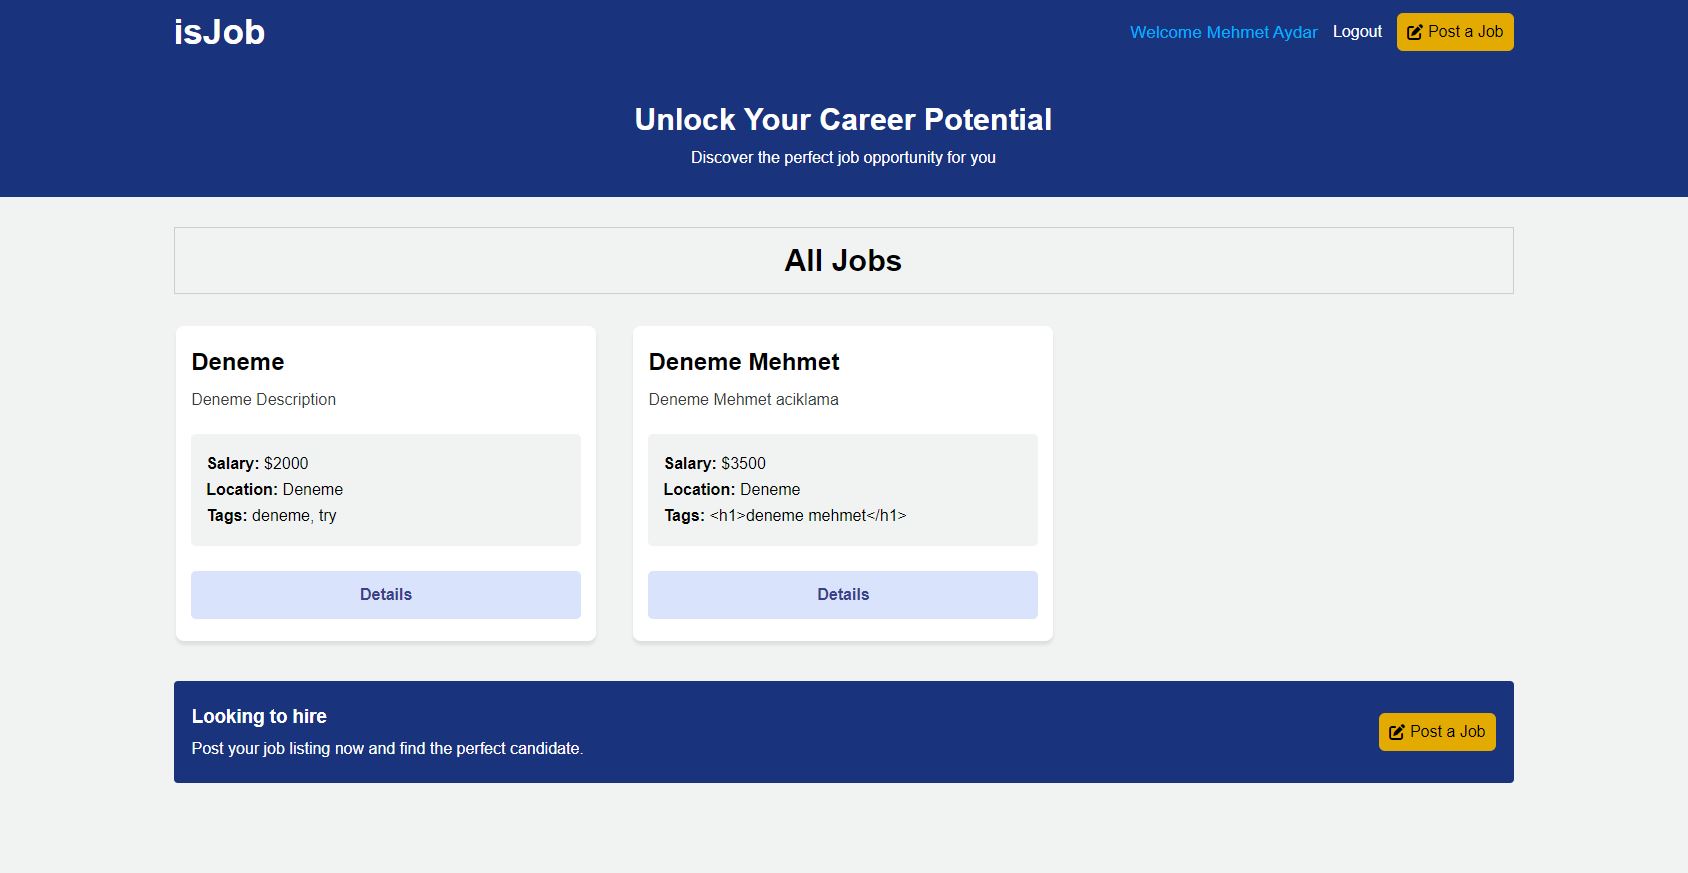 isJob
Welcome Mehmet Aydar Logout Post a Job
Unlock Your Career Potential
Discover the perfect job opportunity for you
All Jobs
Deneme
Deneme Description
Salary: $2000
Location: Deneme
Tags: deneme, try
Details
Deneme Mehmet
Deneme Mehmet aciklama
Salary: $3500
Location: Deneme
Tags: <h1>deneme mehmet</h1>
Details
Looking to hire
Post your job listing now and find the perfect candidate.
Post a Job